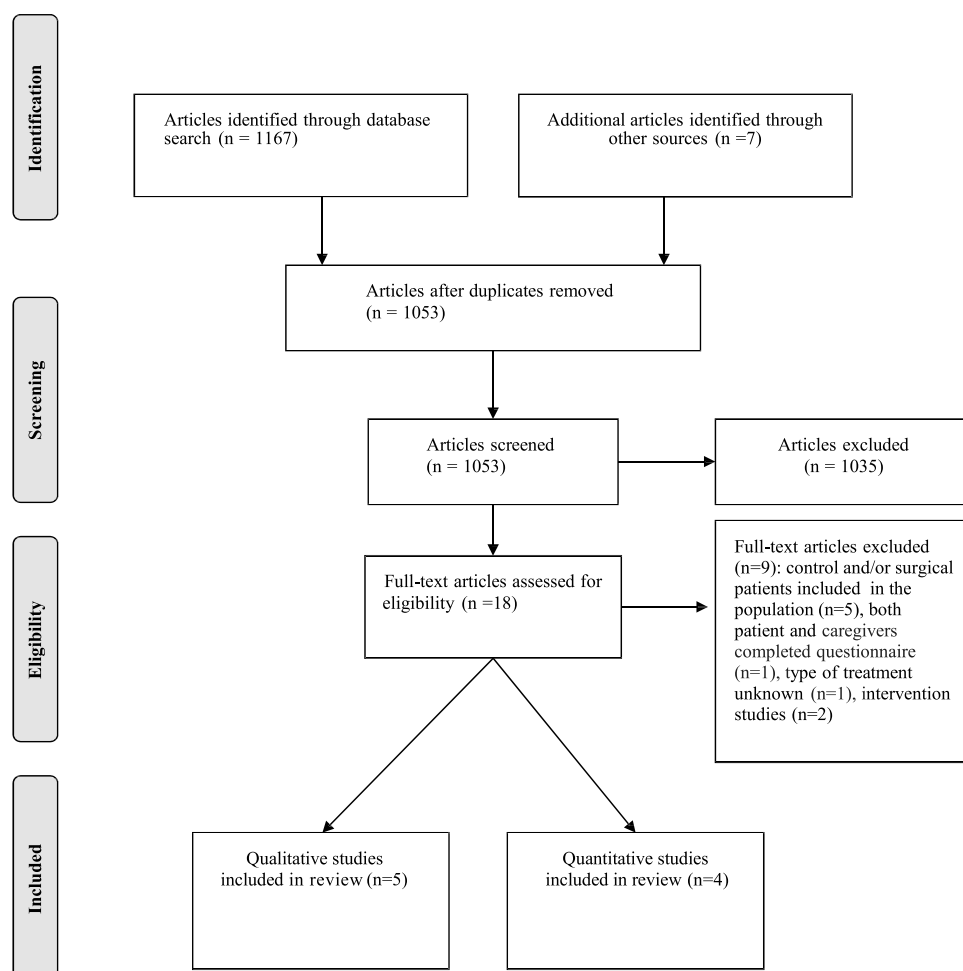 Identification
Articles identified through database
search (n = 1167)
Additional articles identified through
other sources (n =7)
Articles after duplicates removed
(n = 1053)
Screening
Articles screened
(n = 1053)
Articles excluded
(n = 1035)
Eligibility
Full-text articles assessed for
eligibility (n =18)
Full-text articles excluded
(n=9): control and/or surgical
patients included in the
population (n=5), both
patient and caregivers
completed questionnaire
(n=1), type of treatment
unknown (n=1), intervention
studies (n=2)
Included
Qualitative studies
included in review (n=5)
Quantitative studies
included in review (n=4)